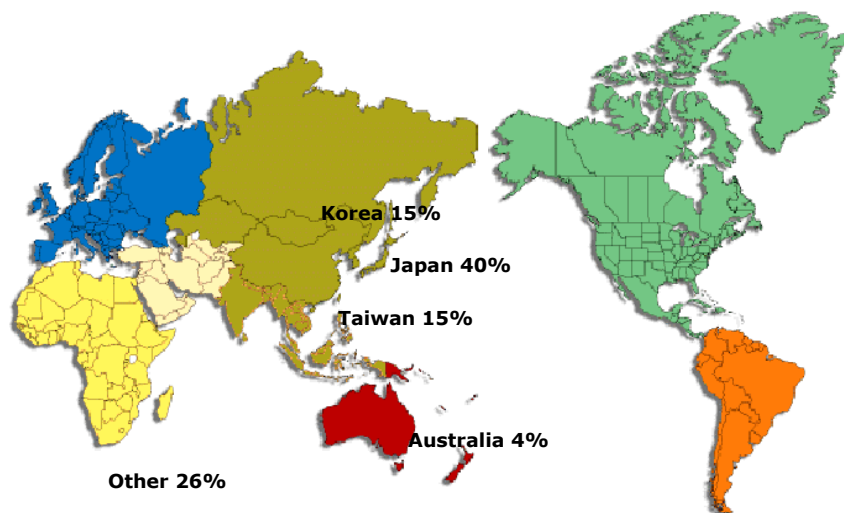 Korea 15%
Japan 40%
Taiwan 15%
Australia 4%
Other 26%